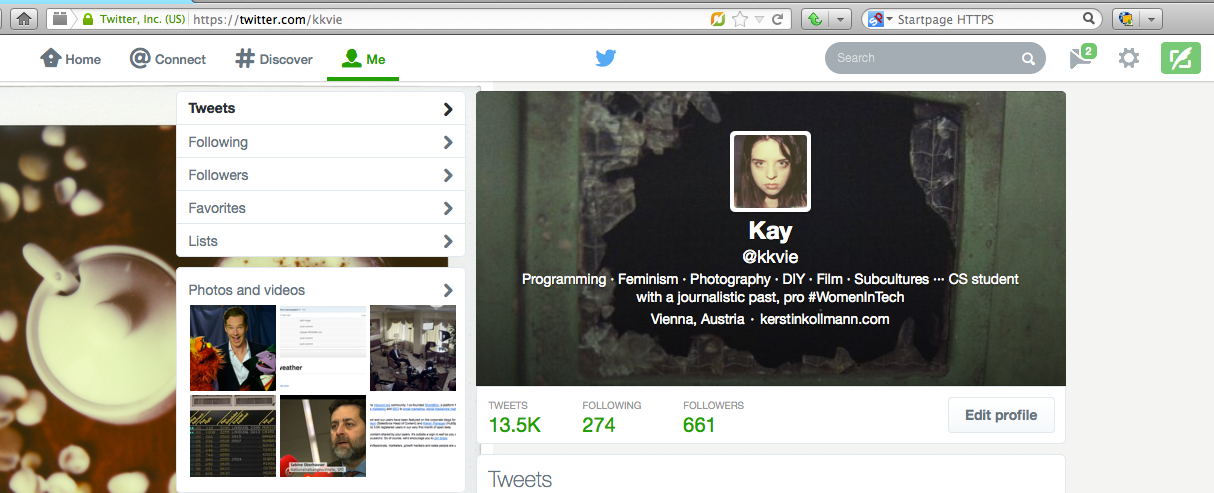 Twitter, Inc. (US)
https://twitter.com/kkvie
Startpage HTTPS
Home
@ Connect
# Discover
Me
Search
2
Tweets
Following
Followers
Favorites
Lists
Photos and videos
weather
Kay
@kkvie
Programming · Feminism · Photography · DIY · Film · Subcultures ··· CS student
with a journalistic past, pro #WomenInTech
Vienna, Austria · kerstinkollmann.com
TWEETS
13.5K
FOLLOWING
274
FOLLOWERS
661
Edit profile
Tweets